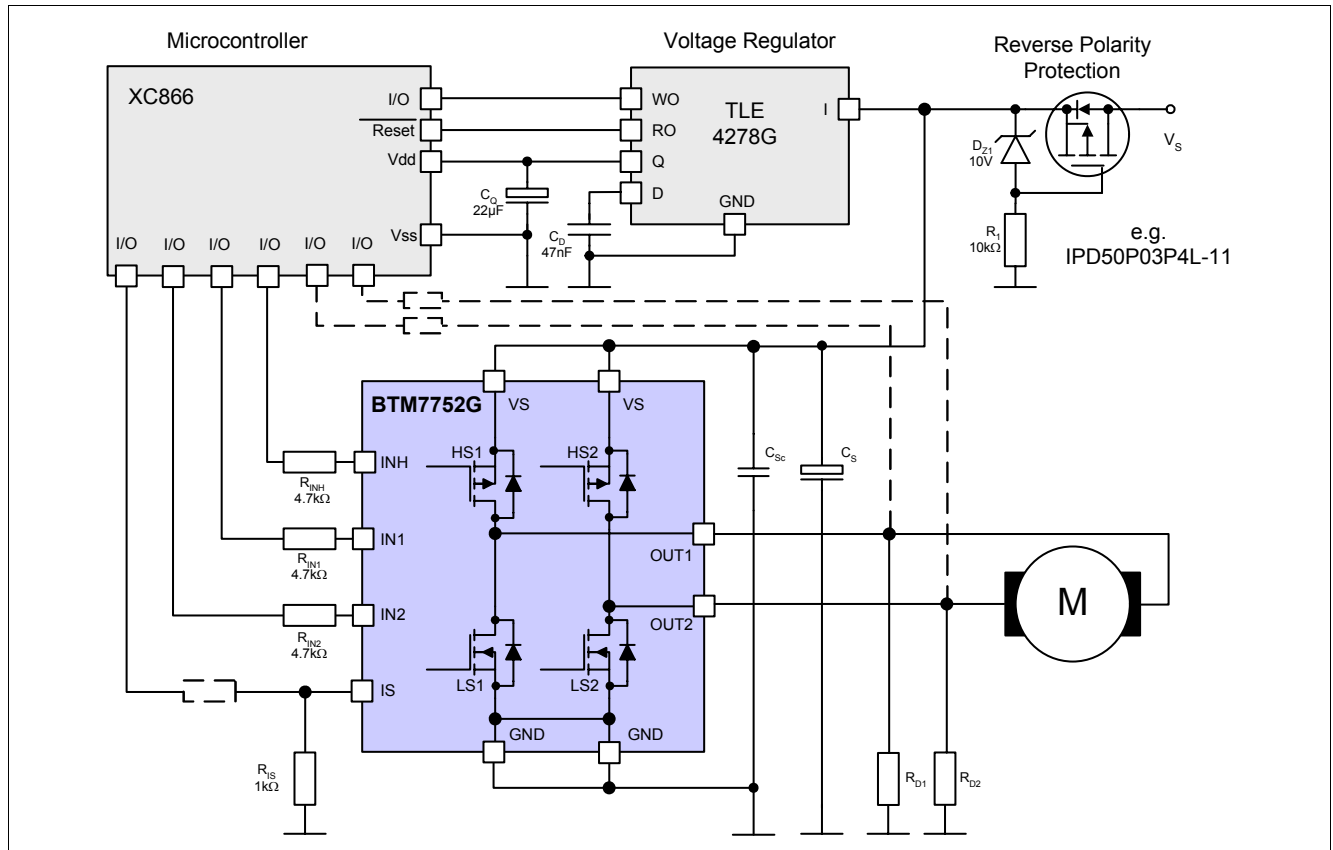 Microcontroller
Voltage Regulator
Reverse Polarity
Protection
XC866
I/O
Reset
Vdd
Vss
I/O I/O I/O I/O I/O I/O
WO
RO
Q
D
TLE
4278G
I
GND
C_Q
22µF
C_D
47nF
D_Z1
10V
R_1
10kΩ
V_S
e.g.
IPD50P03P4L-11
BTM7752G
VS VS
HS1 HS2
INH
IN1
IN2
IS
R_INH
4.7kΩ
R_IN1
4.7kΩ
R_IN2
4.7kΩ
R_IS
1kΩ
OUT1
OUT2
LS1 LS2
GND GND
C_Sc
C_S
M
R_D1
R_D2